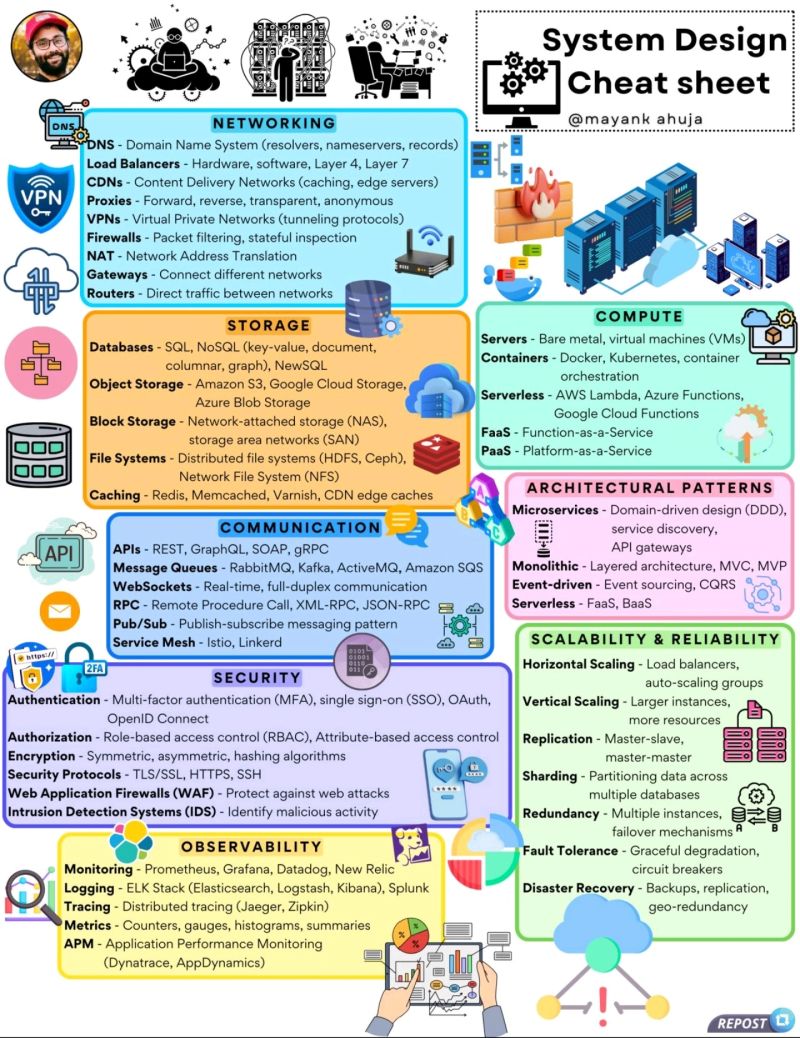 System Design
Cheat sheet
@mayank ahuja
NETWORKING
DNS
DNS - Domain Name System (resolvers, nameservers, records)
Load Balancers - Hardware, software, Layer 4, Layer 7
CDNs - Content Delivery Networks (caching, edge servers)
Proxies - Forward, reverse, transparent, anonymous
VPNs - Virtual Private Networks (tunneling protocols)
Firewalls - Packet filtering, stateful inspection
NAT - Network Address Translation
Gateways - Connect different networks
Routers - Direct traffic between networks
VPN
STORAGE
Databases - SQL, NoSQL (key-value, document,
columnar, graph), NewSQL
Object Storage - Amazon S3, Google Cloud Storage,
Azure Blob Storage
Block Storage - Network-attached storage (NAS),
storage area networks (SAN)
File Systems - Distributed file systems (HDFS, Ceph),
Network File System (NFS)
Caching - Redis, Memcached, Varnish, CDN edge caches
COMPUTE
Servers - Bare metal, virtual machines (VMs)
Containers - Docker, Kubernetes, container
orchestration
Serverless - AWS Lambda, Azure Functions,
Google Cloud Functions
FaaS - Function-as-a-Service
PaaS - Platform-as-a-Service
COMMUNICATION
APIs - REST, GraphQL, SOAP, gRPC
Message Queues - RabbitMQ, Kafka, ActiveMQ, Amazon SQS
WebSockets - Real-time, full-duplex communication
RPC - Remote Procedure Call, XML-RPC, JSON-RPC
Pub/Sub - Publish-subscribe messaging pattern
Service Mesh - Istio, Linkerd
API
A
B
C
ARCHITECTURAL PATTERNS
Microservices - Domain-driven design (DDD),
service discovery,
API gateways
Monolithic - Layered architecture, MVC, MVP
Event-driven - Event sourcing, CQRS
Serverless - FaaS, BaaS
SECURITY
https://
2FA
Authentication - Multi-factor authentication (MFA), single sign-on (SSO), OAuth,
OpenID Connect
Authorization - Role-based access control (RBAC), Attribute-based access control
Encryption - Symmetric, asymmetric, hashing algorithms
Security Protocols - TLS/SSL, HTTPS, SSH
Web Application Firewalls (WAF) - Protect against web attacks
Intrusion Detection Systems (IDS) - Identify malicious activity
SCALABILITY & RELIABILITY
Horizontal Scaling - Load balancers,
auto-scaling groups
Vertical Scaling - Larger instances,
more resources
Replication - Master-slave,
master-master
Sharding - Partitioning data across
multiple databases
Redundancy - Multiple instances,
failover mechanisms
A B
Fault Tolerance - Graceful degradation,
circuit breakers
Disaster Recovery - Backups, replication,
geo-redundancy
OBSERVABILITY
Monitoring - Prometheus, Grafana, Datadog, New Relic
Logging - ELK Stack (Elasticsearch, Logstash, Kibana), Splunk
Tracing - Distributed tracing (Jaeger, Zipkin)
Metrics - Counters, gauges, histograms, summaries
APM - Application Performance Monitoring
(Dynatrace, AppDynamics)
REPOST